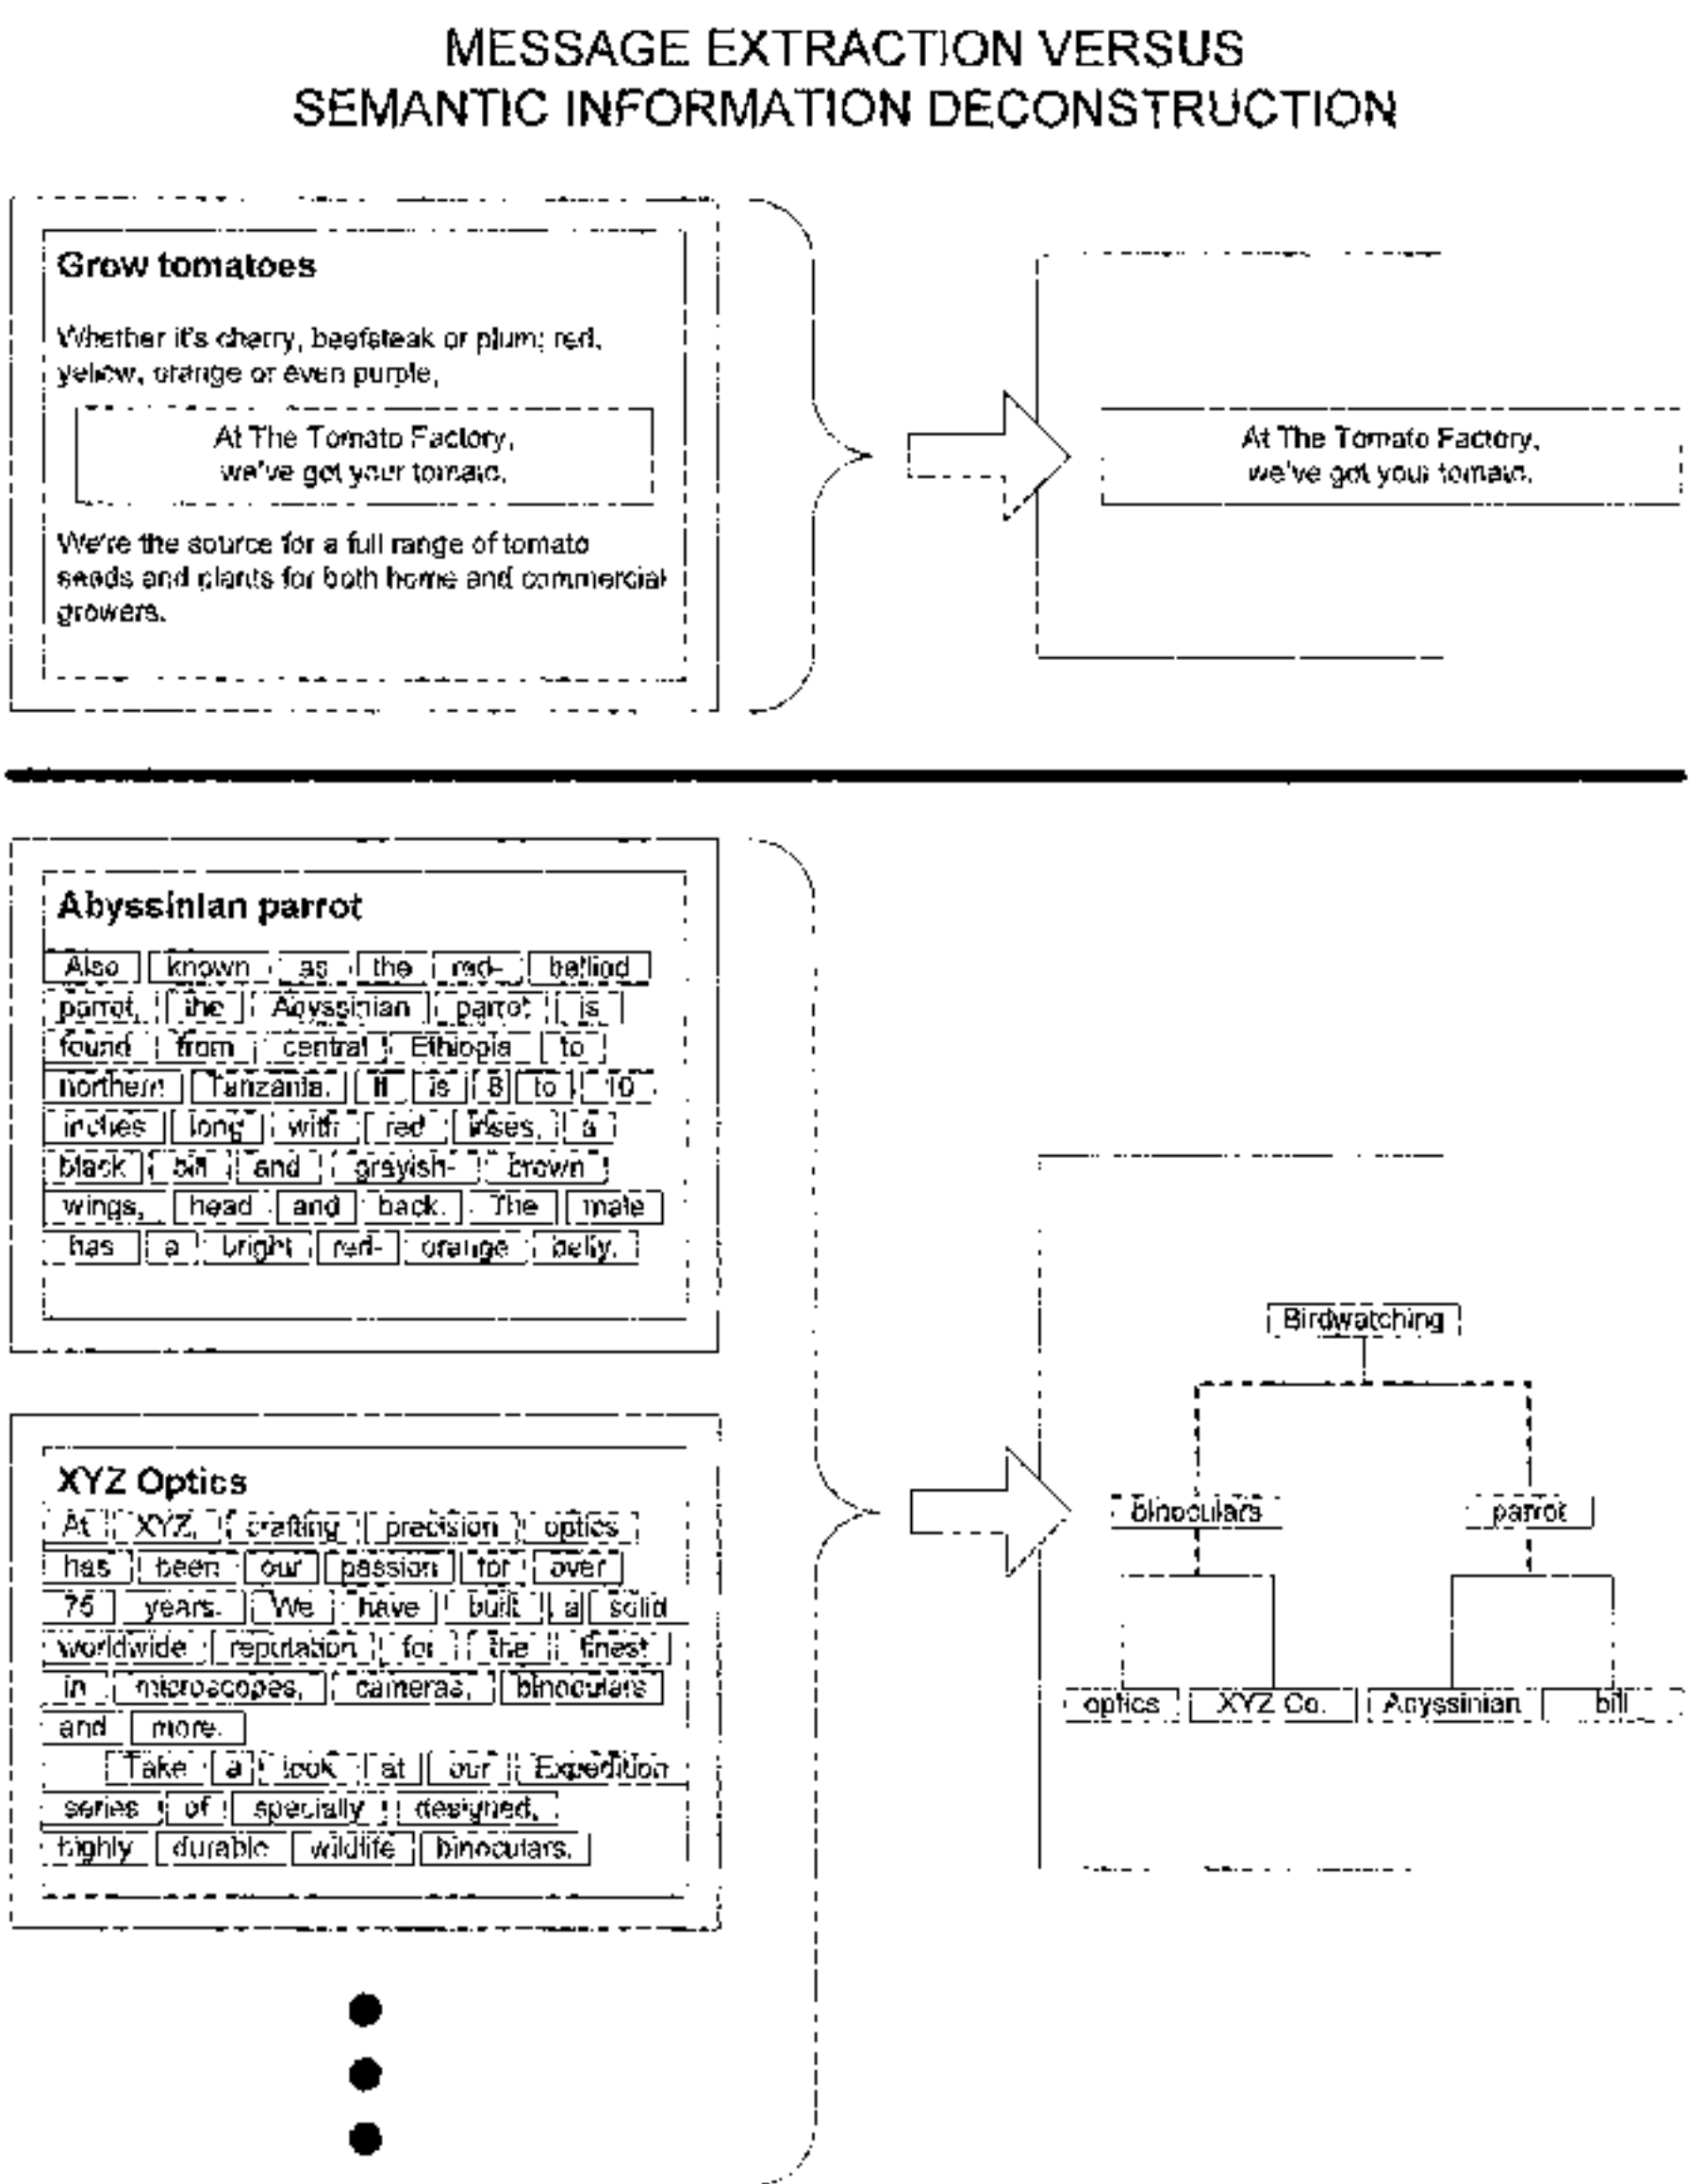 MESSAGE EXTRACTION VERSUS
SEMANTIC INFORMATION DECONSTRUCTION
Grow tomatoes
Whether it's cherry, beefsteak or plum; red,
yellow, orange or even purple,
At The Tomato Factory,
we've got your tomato.
We're the source for a full range of tomato
seeds and plants for both home and commercial
growers.
At The Tomato Factory,
we've got your tomato.
Abyssinian parrot
Also known as the red- bellied
parrot, the Abyssinian parrot is
found from central Ethiopia to
northern Tanzania. It is 8 to 10
inches long with red irises, a
black bill and grayish- brown
wings, head and back. The male
has a bright red- orange belly.
XYZ Optics
At XYZ, crafting precision optics
has been our passion for over
75 years. We have built a solid
worldwide reputation for the finest
in microscopes, cameras, binoculars
and more.
Take a look at our Expedition
series of specially designed,
highly durable wildlife binoculars.
Birdwatching
binoculars parrot
optics XYZ Co. Abyssinian bill